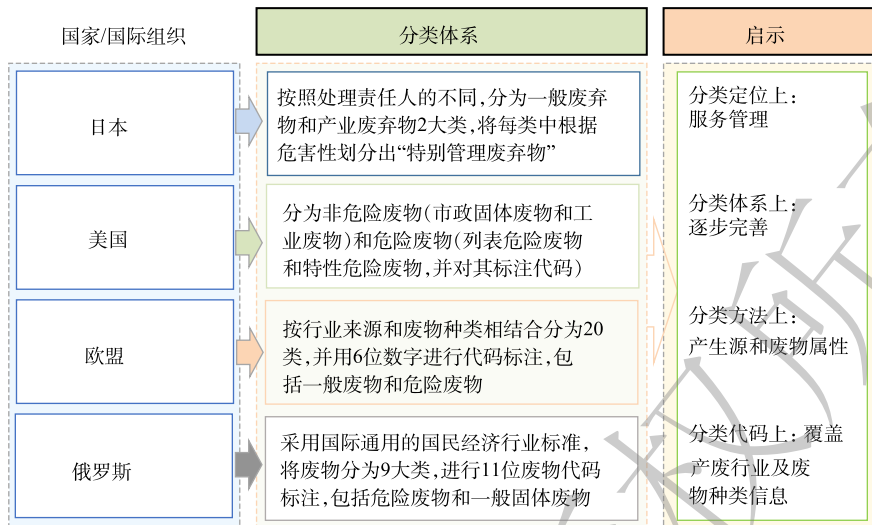 国家/国际组织
分类体系
启示
日本
按照处理责任人的不同,分为一般废弃
物和产业废弃物2大类,将每类中根据
危害性划分出“特别管理废弃物”
美国
分为非危险废物(市政固体废物和工
业废物)和危险废物(列表危险废物
和特性危险废物,并对其标注代码)
欧盟
按行业来源和废物种类相结合分为20
类,并用6位数字进行代码标注,包
括一般废物和危险废物
俄罗斯
采用国际通用的国民经济行业标准,
将废物分为9大类,进行11位废物代码
标注,包括危险废物和一般固体废物
分类定位上:
服务管理
分类体系上:
逐步完善
分类方法上:
产生源和废物属性
分类代码上:覆盖
产废行业及废
物种类信息
权所